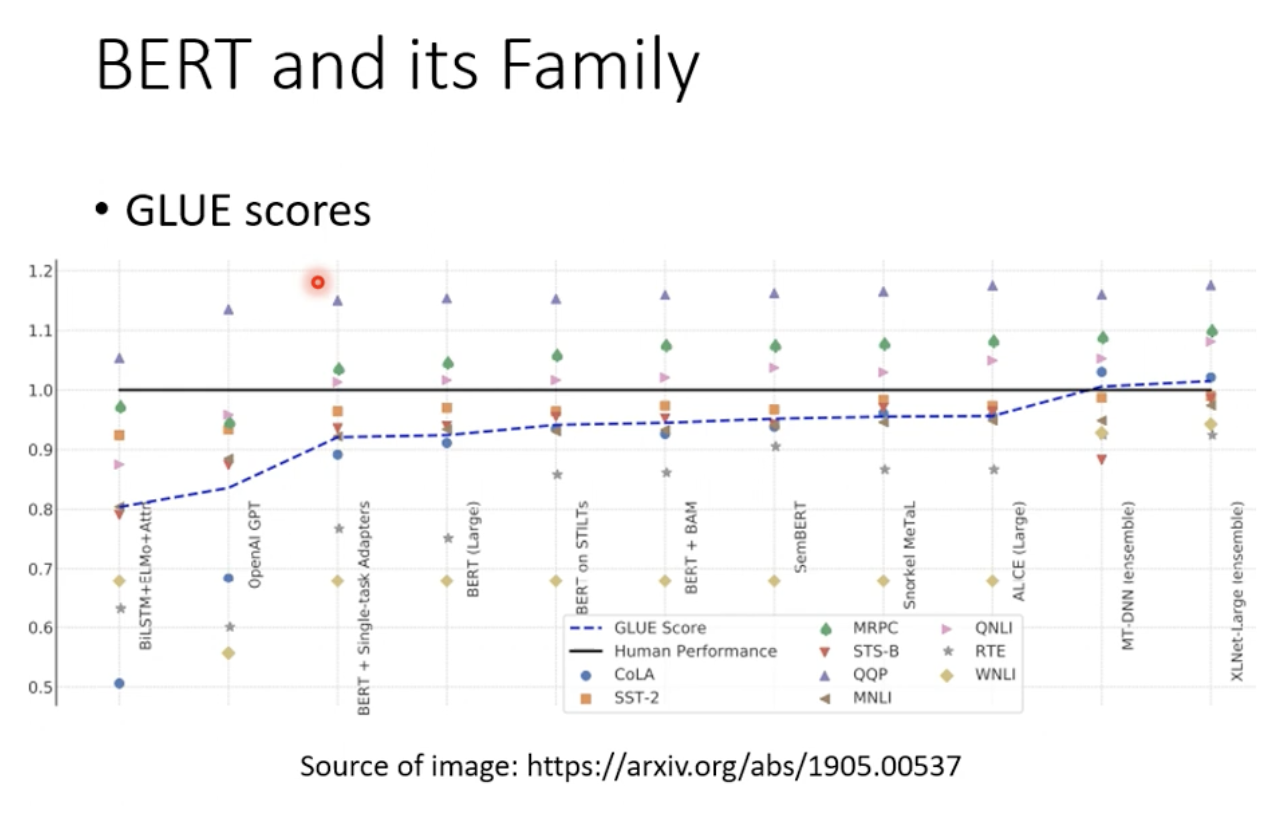 BERT and its Family
• GLUE scores
1.2
1.1
1.0
0.9
0.8
0.7
0.6
0.5
BiLSTM+ELMo+Attn
OpenAI GPT
BERT + Single-task Adapters
BERT (Large)
BERT on STILTs
BERT + BAM
SemBERT
Snorkel MeTaL
ALICE (Large)
MT-DNN (ensemble)
XLNet-Large (ensemble)
GLUE Score
Human Performance
CoLA
SST-2
MRPC
STS-B
QQP
MNLI
QNLI
RTE
WNLI
Source of image: https://arxiv.org/abs/1905.00537